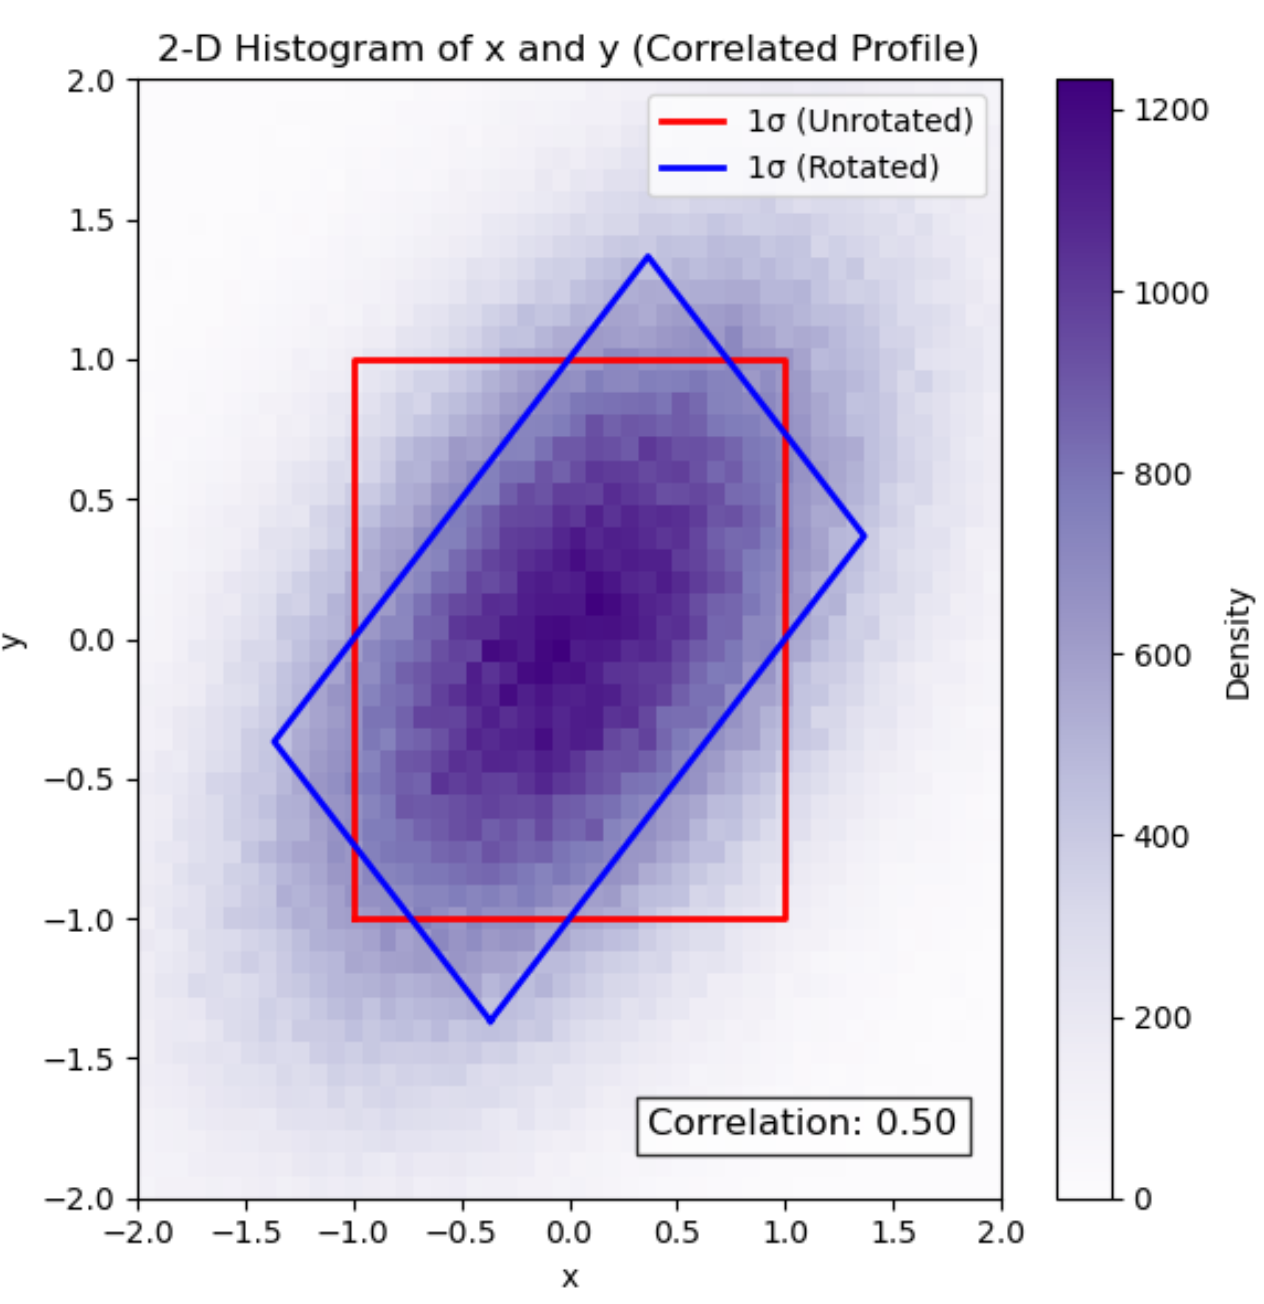 2-D Histogram of x and y (Correlated Profile)
1σ (Unrotated)
1σ (Rotated)
2.0
1.5
1.0
0.5
0.0
−0.5
−1.0
−1.5
−2.0
y
Correlation: 0.50
−2.0 −1.5 −1.0 −0.5 0.0 0.5 1.0 1.5 2.0
x
1200
1000
800
600
400
200
0
Density